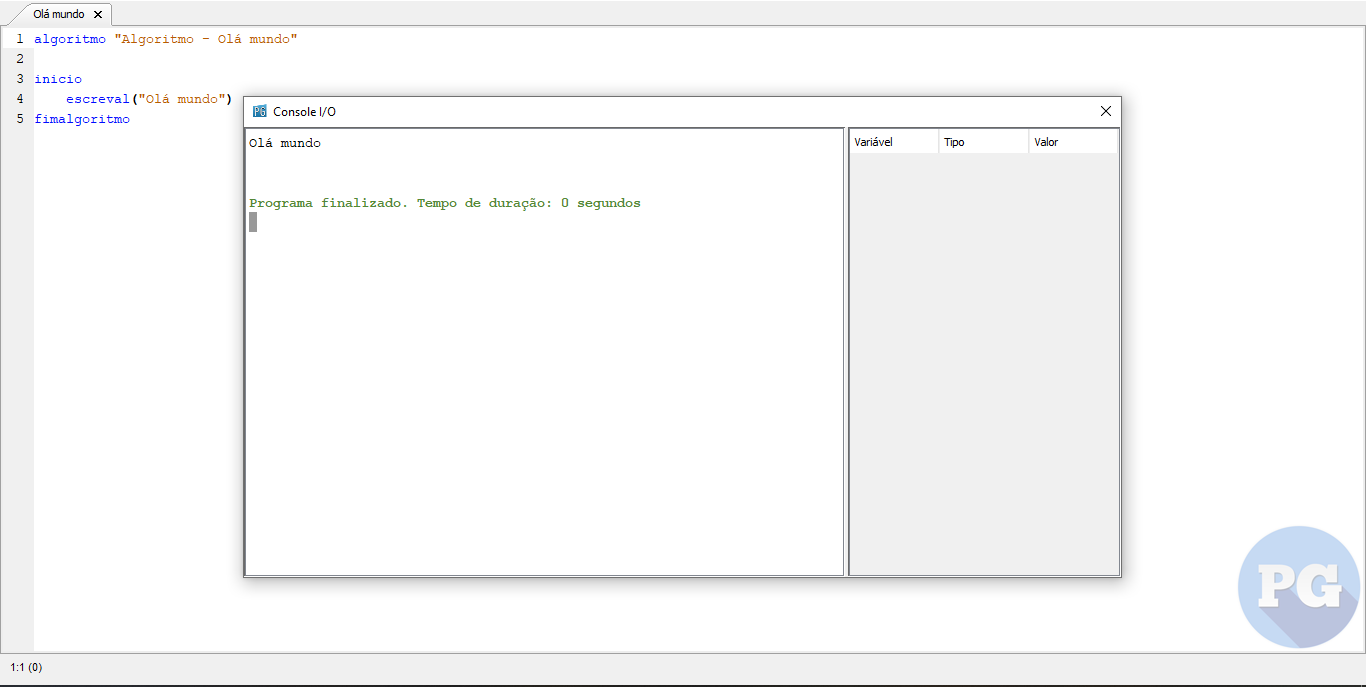 Olá mundo
1 algoritmo "Algoritmo - Olá mundo"
2
3 inicio
4 escreval("Olá mundo")
5 fimalgoritmo
PG Console I/O
Olá mundo
Programa finalizado. Tempo de duração: 0 segundos
Variável Tipo Valor
PG
1:1 (0)